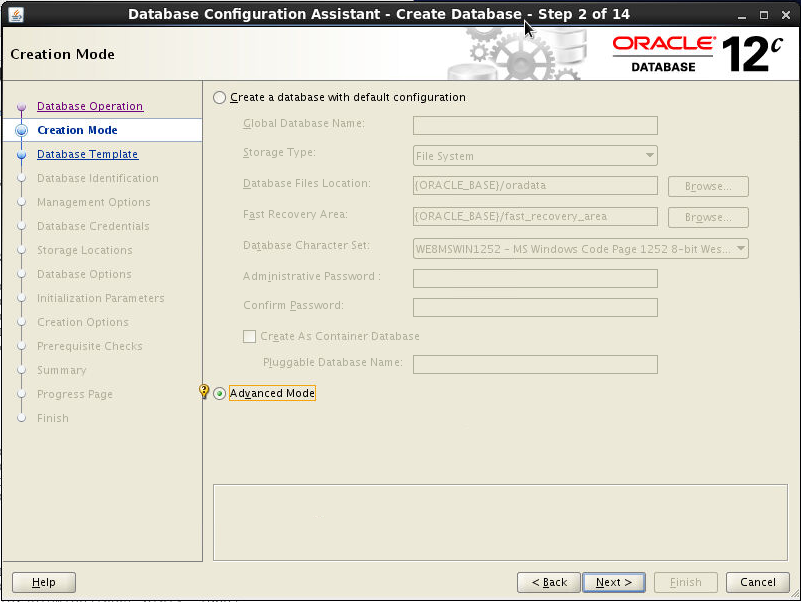 Database Configuration Assistant - Create Database - Step 2 of 14
Creation Mode
ORACLE
DATABASE
12c
Database Operation
Creation Mode
Database Template
Database Identification
Management Options
Database Credentials
Storage Locations
Database Options
Initialization Parameters
Creation Options
Prerequisite Checks
Summary
Progress Page
Finish
Create a database with default configuration
Global Database Name:
Storage Type: File System
Database Files Location: {ORACLE_BASE}/oradata Browse...
Fast Recovery Area: {ORACLE_BASE}/fast_recovery_area Browse...
Database Character Set: WE8MSWIN1252 - MS Windows Code Page 1252 8-bit Wes...
Administrative Password :
Confirm Password:
Create As Container Database
Pluggable Database Name:
Advanced Mode
Help < Back Next > Finish Cancel